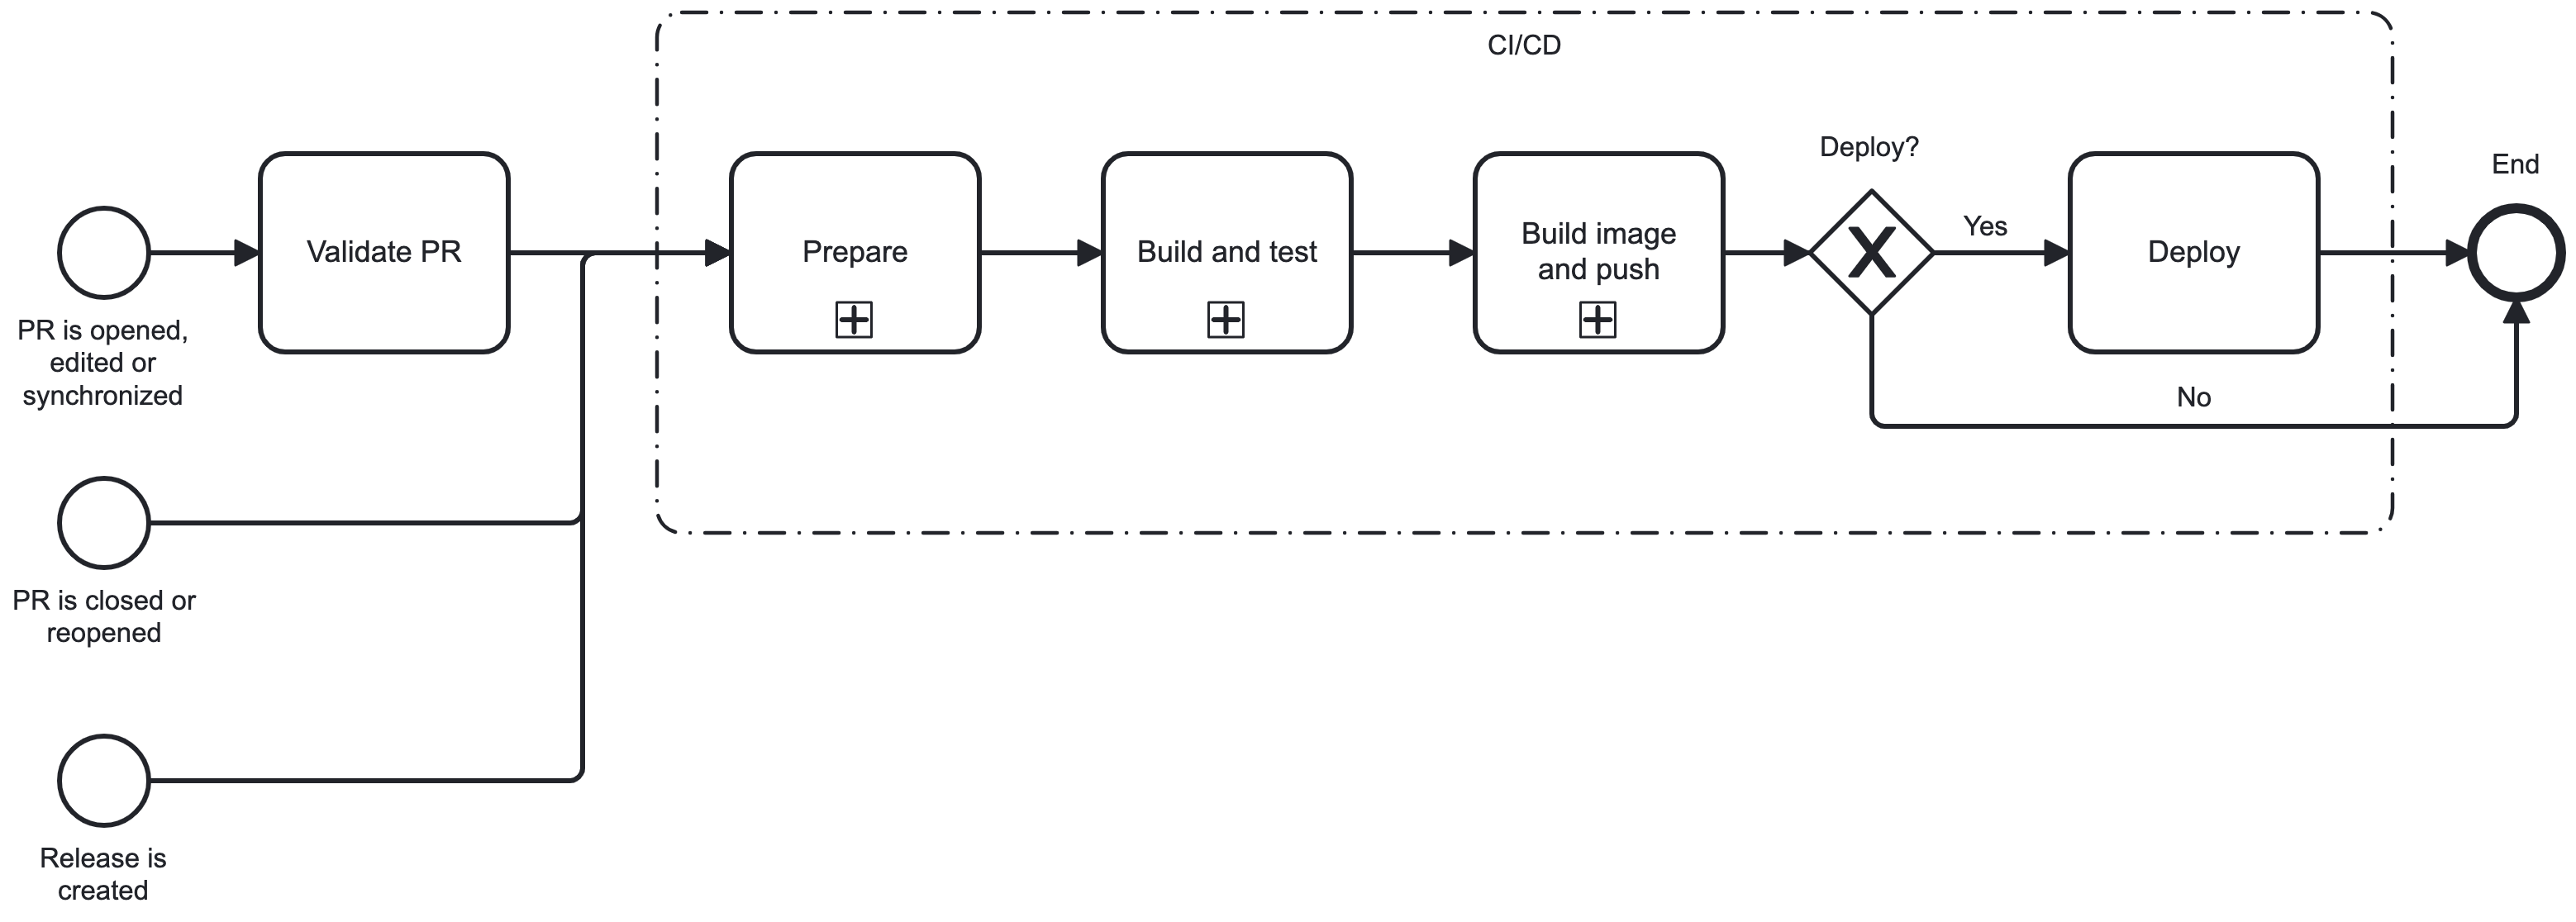 CI/CD
Deploy?
End
Validate PR
Prepare
Build and test
Build image
and push
Yes
Deploy
PR is opened,
edited or
synchronized
No
PR is closed or
reopened
Release is
created